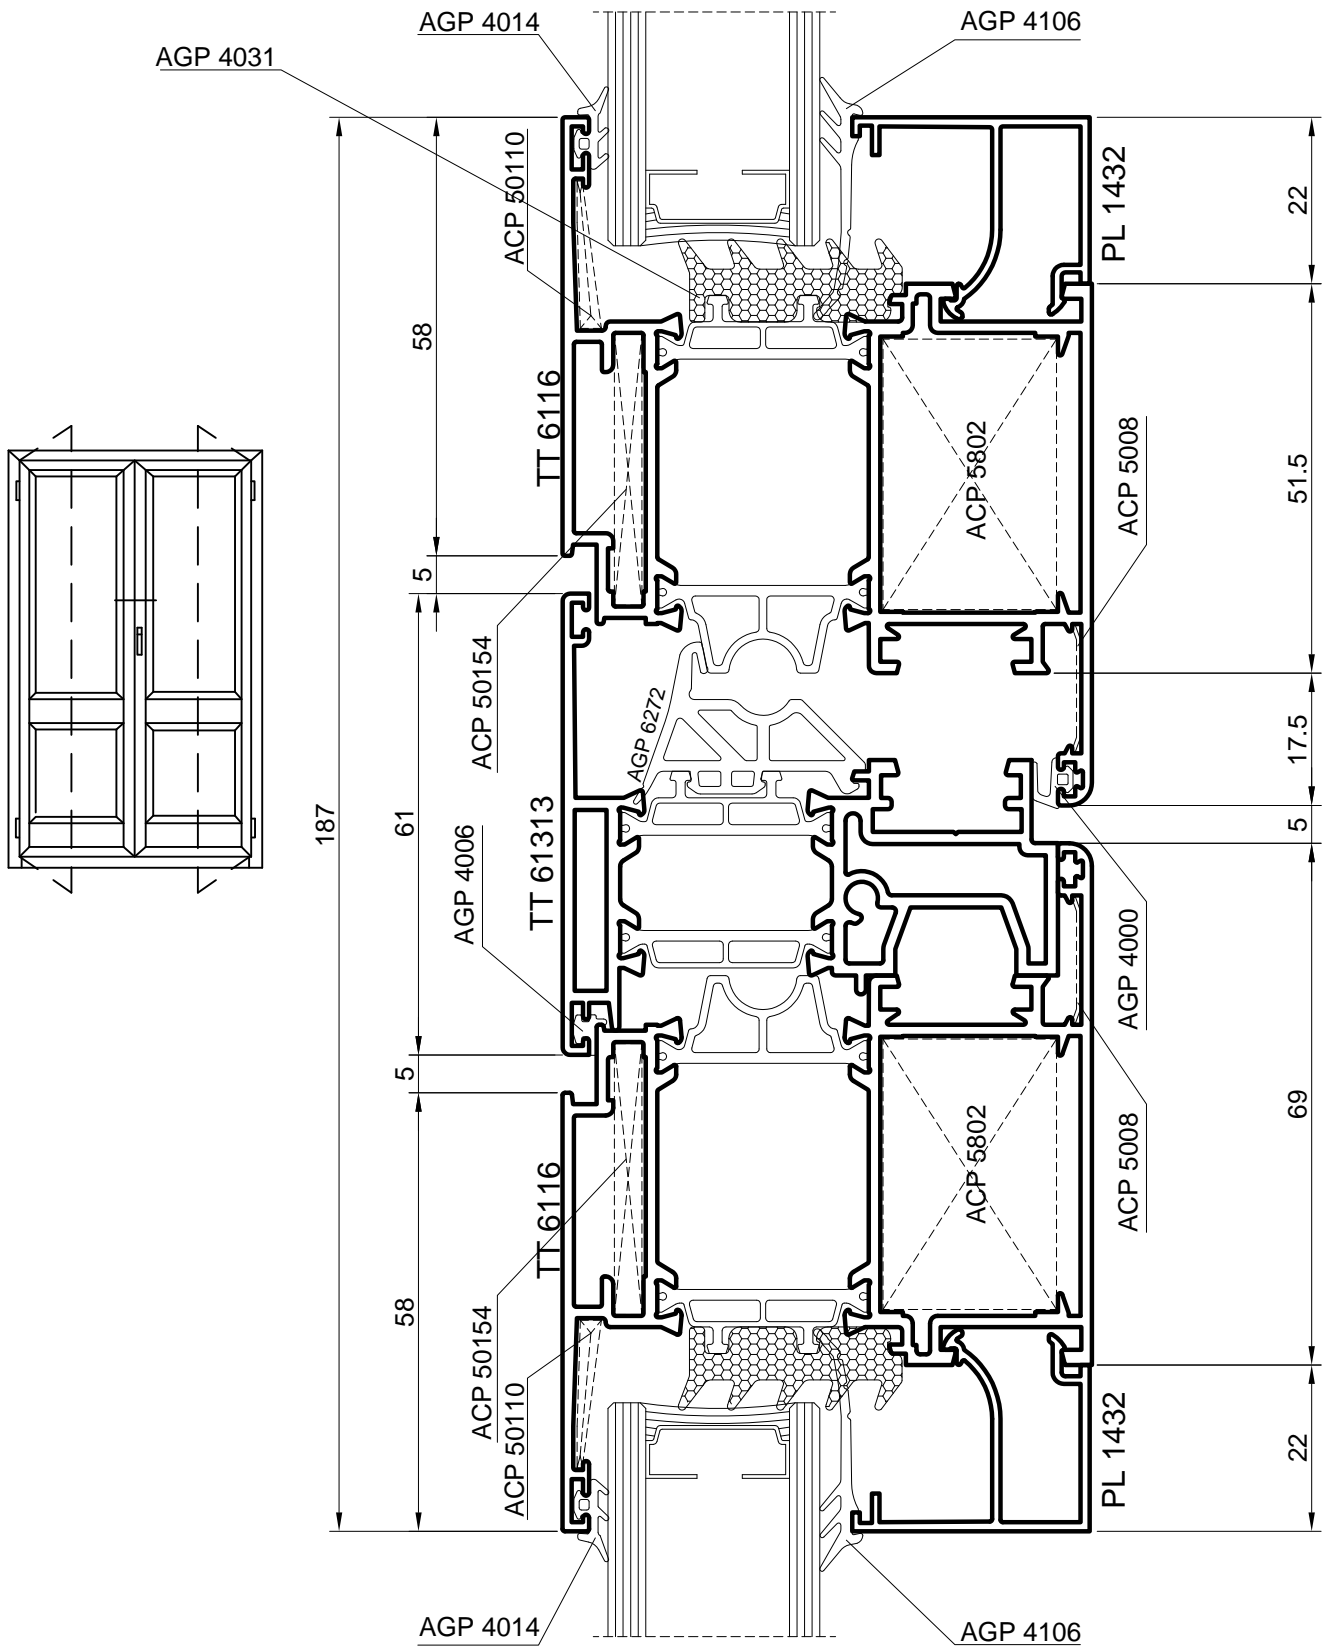 AGP 4014
AGP 4106
AGP 4031
ACP 50110
PL 1432
22
58
TT 6116
ACP 5802
ACP 5008
51.5
5
ACP 50154
AGP 6272
17.5
187
61
TT 61313
AGP 4006
5
AGP 4000
5
69
ACP 5802
ACP 5008
TT 6116
58
ACP 50154
ACP 50110
PL 1432
22
AGP 4014
AGP 4106